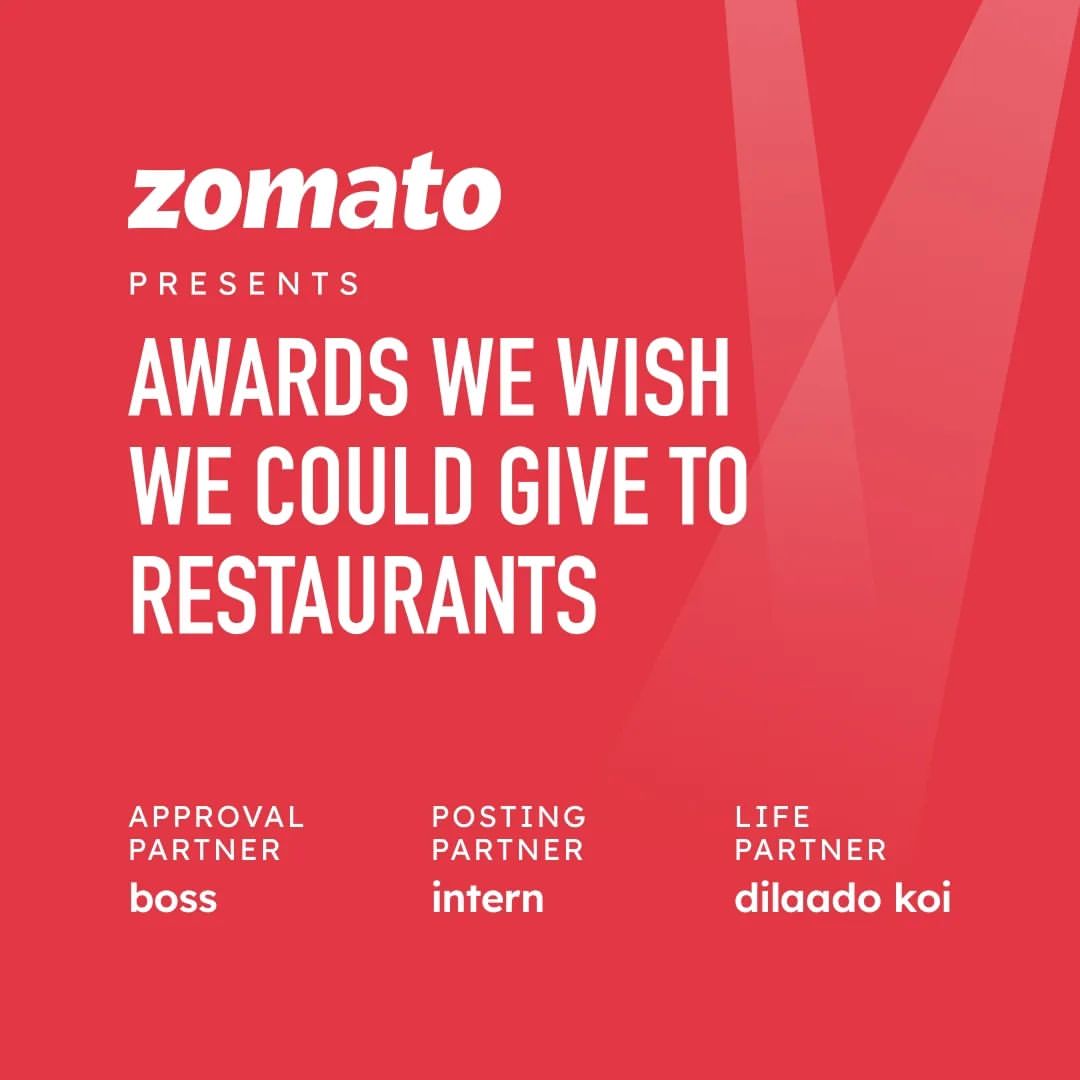 zomato
PRESENTS
AWARDS WE WISH
WE COULD GIVE TO
RESTAURANTS
APPROVAL
PARTNER
boss
POSTING
PARTNER
intern
LIFE
PARTNER
dilaado koi